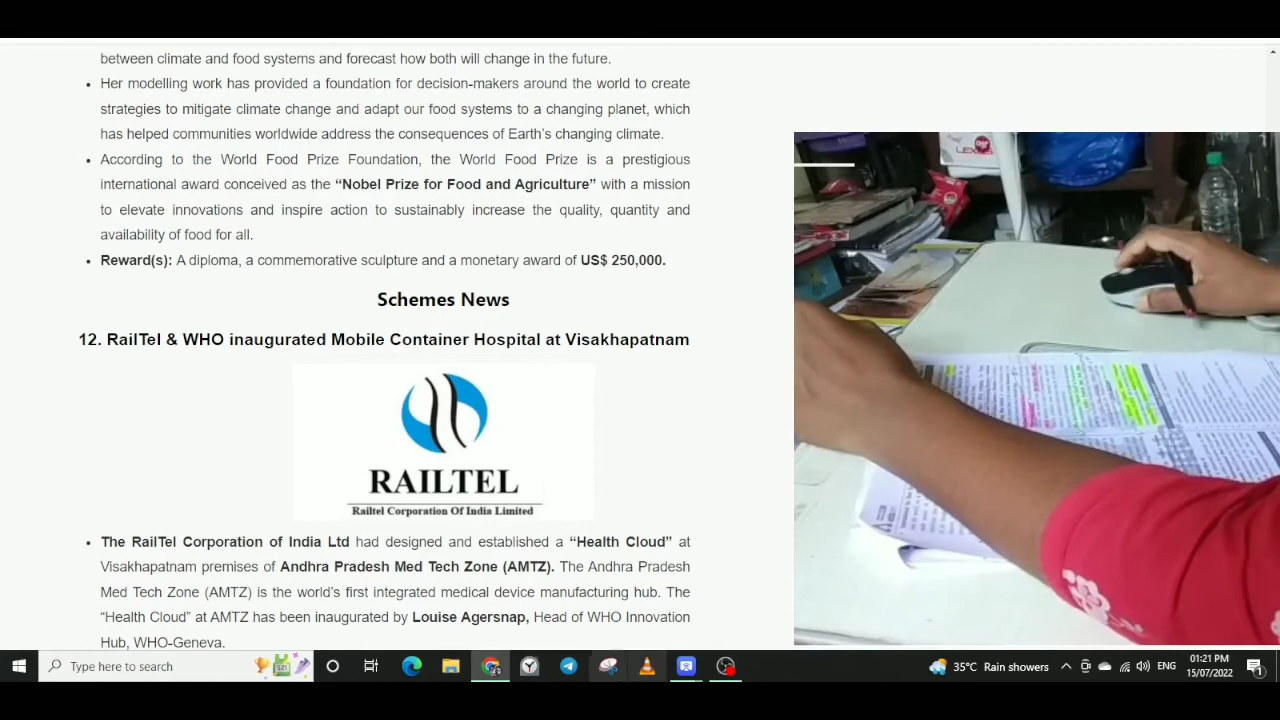 between climate and food systems and forecast how both will change in the future.
• Her modelling work has provided a foundation for decision-makers around the world to create
strategies to mitigate climate change and adapt our food systems to a changing planet, which
has helped communities worldwide address the consequences of Earth's changing climate.
• According to the World Food Prize Foundation, the World Food Prize is a prestigious
international award conceived as the “Nobel Prize for Food and Agriculture” with a mission
to elevate innovations and inspire action to sustainably increase the quality, quantity and
availability of food for all.
• Reward(s): A diploma, a commemorative sculpture and a monetary award of US$ 250,000.
Schemes News
12. RailTel & WHO inaugurated Mobile Container Hospital at Visakhapatnam
RAILTEL
Railtel Corporation Of India Limited
• The RailTel Corporation of India Ltd had designed and established a “Health Cloud” at
Visakhapatnam premises of Andhra Pradesh Med Tech Zone (AMTZ). The Andhra Pradesh
Med Tech Zone (AMTZ) is the world's first integrated medical device manufacturing hub. The
“Health Cloud” at AMTZ has been inaugurated by Louise Agersnap, Head of WHO Innovation
Hub, WHO-Geneva.
Type here to search
35°C Rain showers
ENG
01:21 PM
15/07/2022